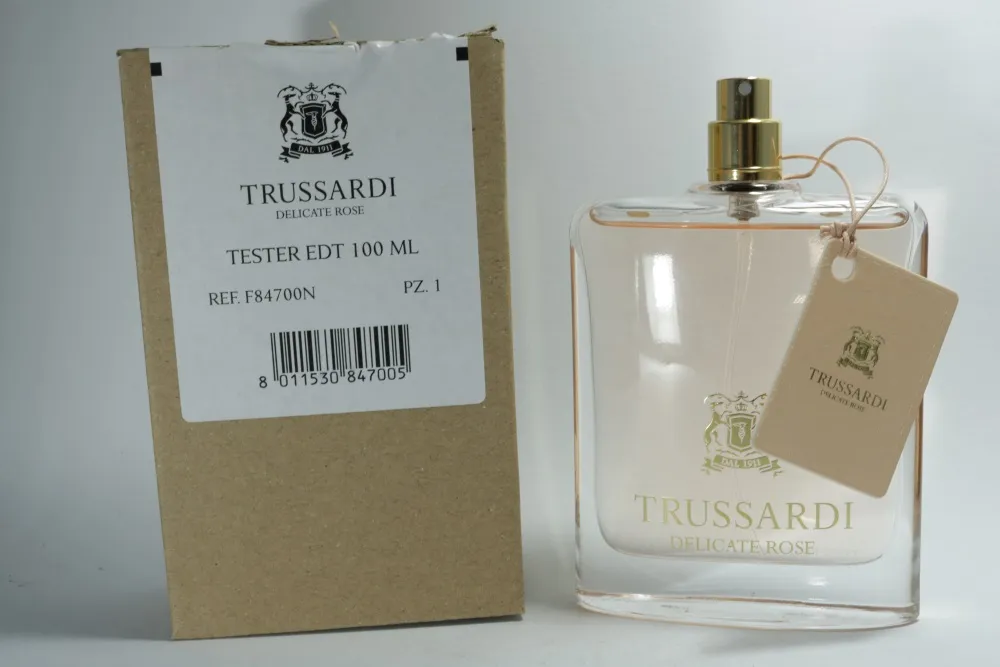 DAL 1911
TRUSSARDI
DELICATE ROSE
TESTER EDT 100 ML
REF. F84700N PZ. 1
8 011530 847005
TRUSSARDI
DELICATE ROSE
DAL 1911
TRUSSARDI
DELICATE ROSE